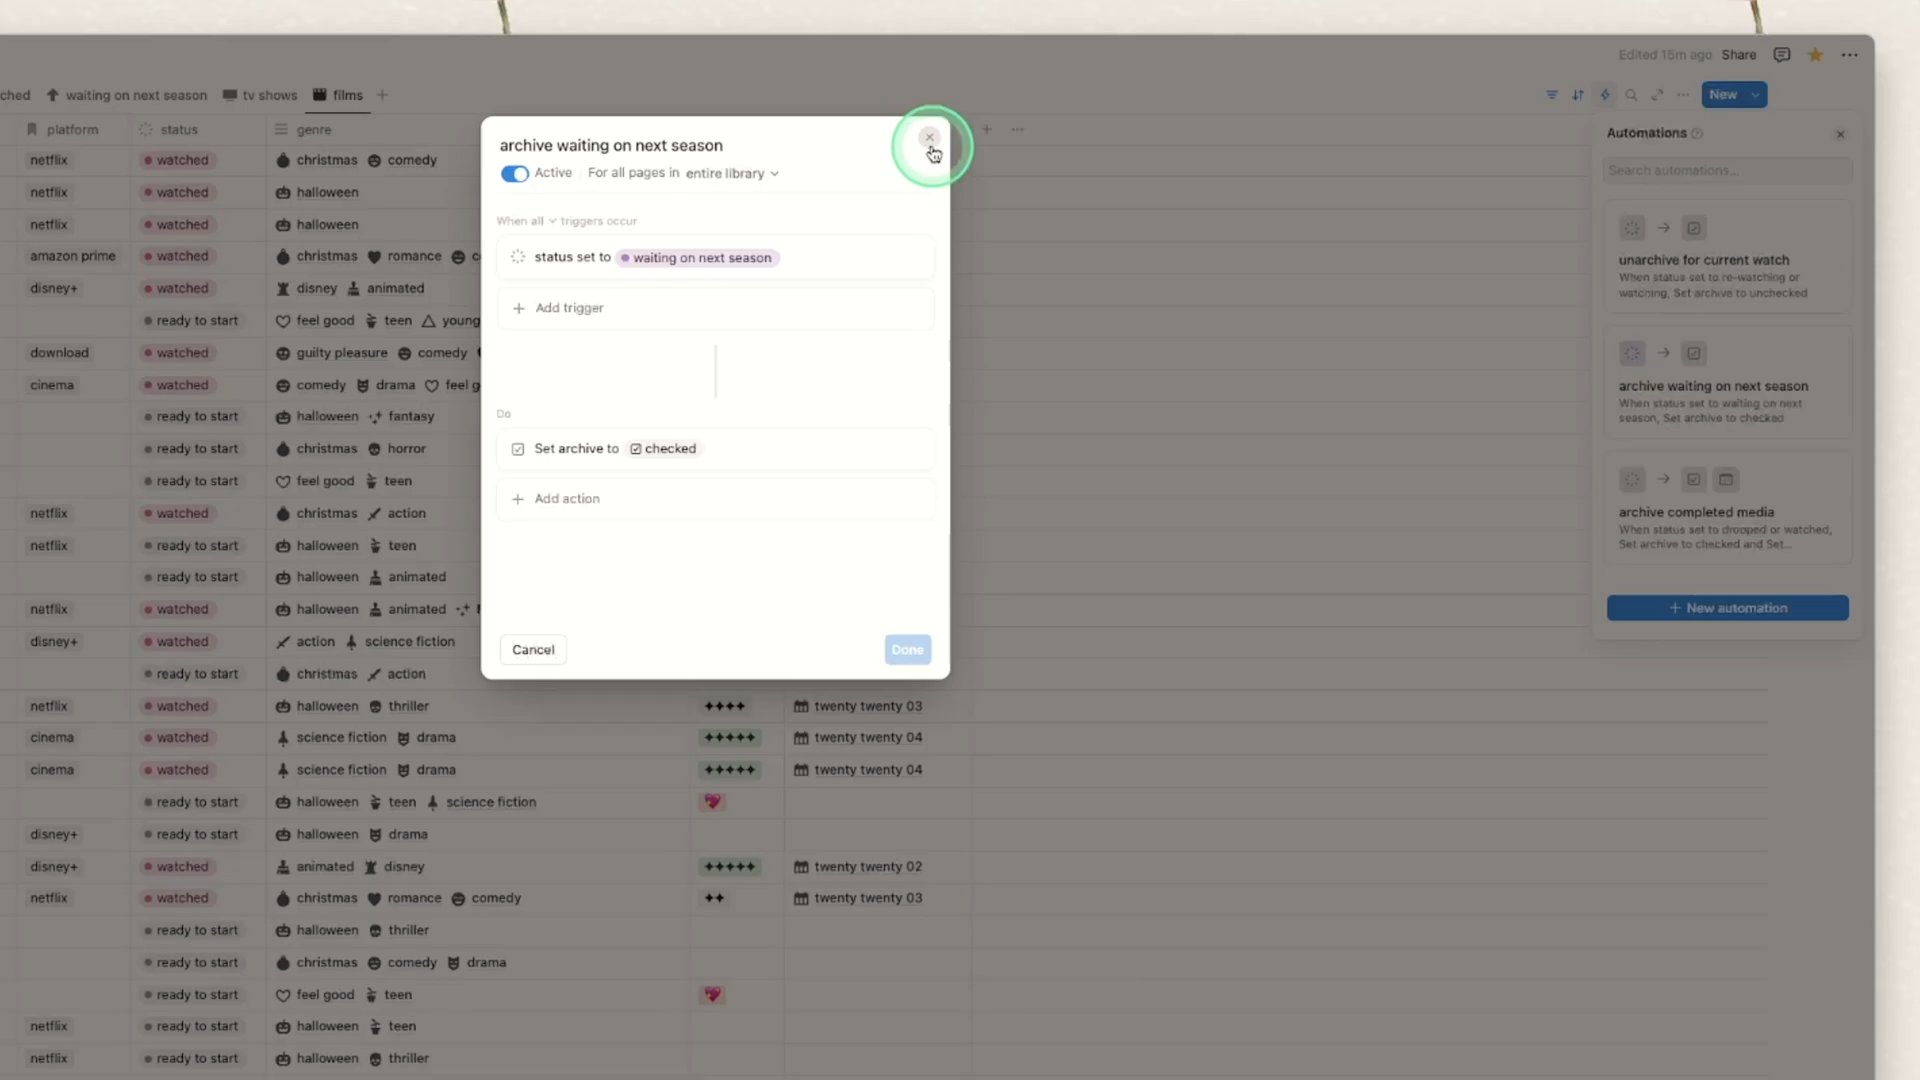 Edited 15m ago Share
ched waiting on next season tv shows films New
platform status genre
Automations
Search automations...
netflix watched christmas comedy
netflix watched halloween
netflix watched halloween
amazon prime watched christmas romance c
disney+ watched disney animated
ready to start feel good teen young
download watched guilty pleasure comedy
cinema watched comedy drama feel g
ready to start halloween fantasy
ready to start christmas horror
ready to start feel good teen
netflix watched christmas action
netflix ready to start halloween teen
ready to start halloween animated
netflix watched halloween animated
disney+ watched action science fiction
ready to start christmas action
netflix watched halloween thriller ✦✦✦✦ twenty twenty 03
cinema watched science fiction drama ✦✦✦✦✦ twenty twenty 04
cinema watched science fiction drama ✦✦✦✦✦ twenty twenty 04
ready to start halloween teen science fiction 💖
disney+ ready to start halloween drama
disney+ watched animated disney ✦✦✦✦✦ twenty twenty 02
netflix watched christmas romance comedy ✦✦ twenty twenty 03
ready to start halloween thriller
ready to start christmas comedy drama
ready to start feel good teen 💖
netflix ready to start halloween teen
netflix ready to start halloween thriller
archive waiting on next season
Active For all pages in entire library
When all triggers occur
status set to waiting on next season
+ Add trigger
Do
Set archive to checked
+ Add action
Cancel Done
unarchive for current watch
When status set to re-watching or
watching, Set archive to unchecked
archive waiting on next season
When status set to waiting on next
season, Set archive to checked
archive completed media
When status set to dropped or watched,
Set archive to checked and Set...
+ New automation